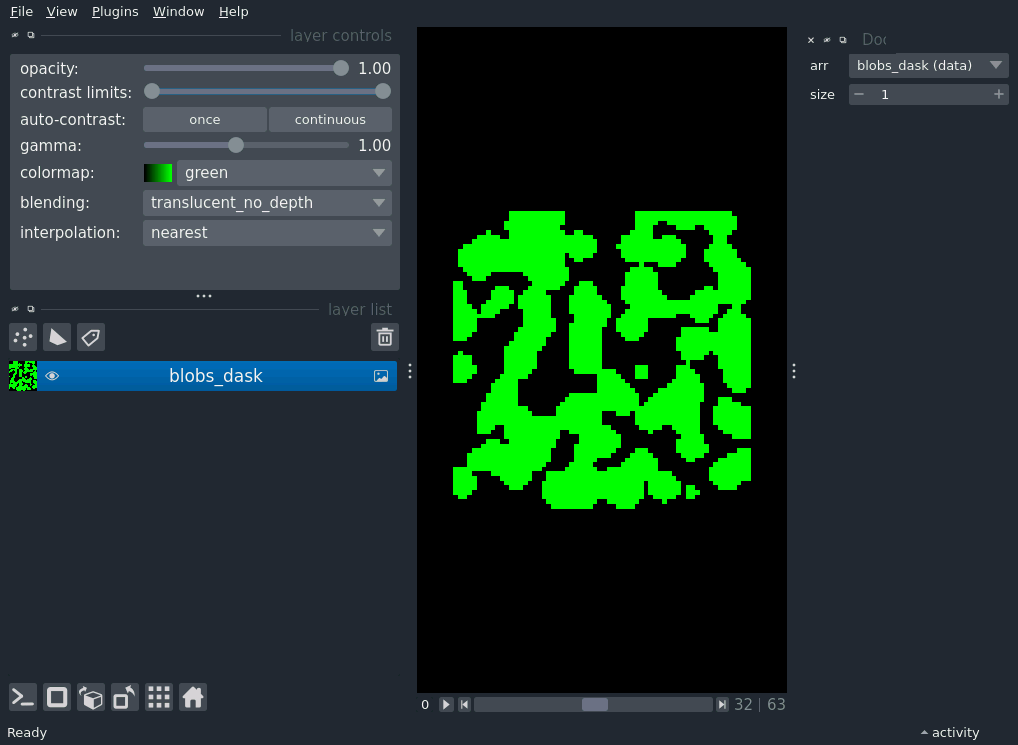 File View Plugins Window Help
layer controls
opacity: 1.00
contrast limits:
auto-contrast: once continuous
gamma: 1.00
colormap: green
blending: translucent_no_depth
interpolation: nearest
layer list
blobs_dask
Ready
0 32 | 63
arr blobs_dask (data)
size 1
activity